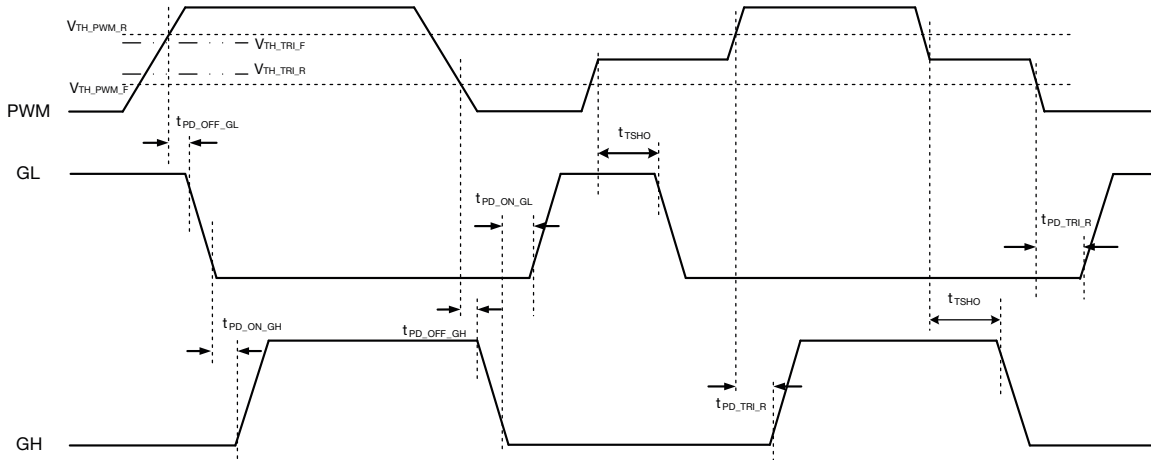 VTH_PWM_R
VTH_TRI_F
VTH_TRI_R
VTH_PWM_F
PWM
tPD_OFF_GL
tTSHO
GL
tPD_ON_GL
tPD_TRI_R
tTSHO
tPD_ON_GH
tPD_OFF_GH
tPD_TRI_R
GH